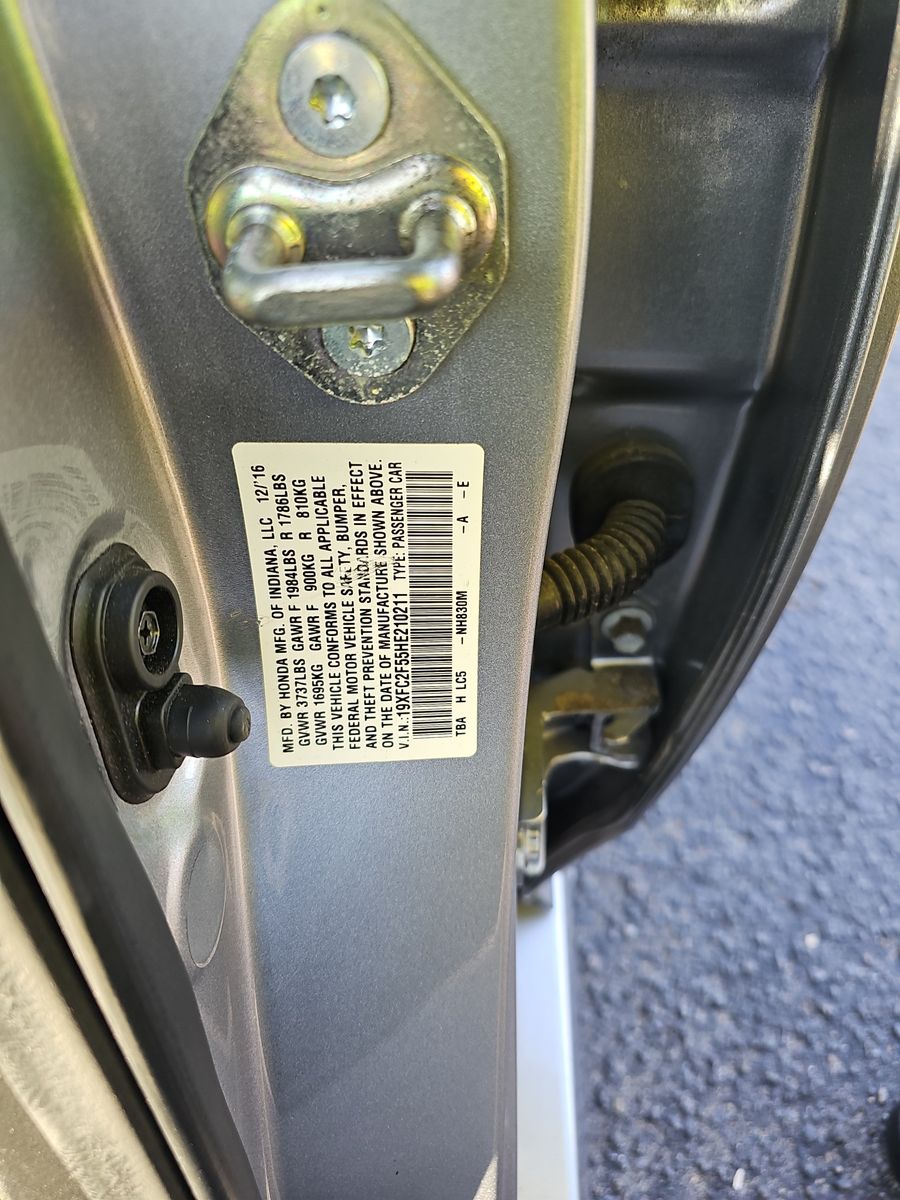 MFD. BY HONDA MFG. OF INDIANA, LLC 12/16
GVWR 3737LBS GAWR F 1984LBS R 1786LBS
GVWR 1695KG GAWR F 900KG R 810KG
THIS VEHICLE CONFORMS TO ALL APPLICABLE
FEDERAL MOTOR VEHICLE SAFETY, BUMPER,
AND THEFT PREVENTION STANDARDS IN EFFECT
ON THE DATE OF MANUFACTURE SHOWN ABOVE.
V.I.N.:19XFC2F55HE210211 TYPE: PASSENGER CAR
TBA H LC5 -NH830M -A -E